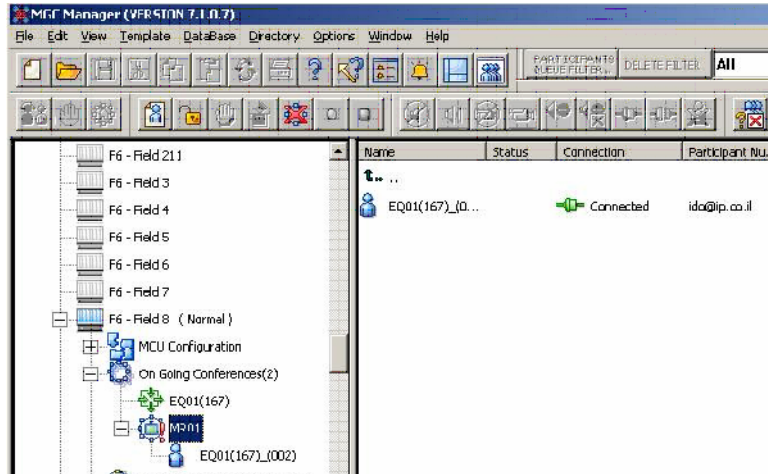 MGC Manager (VERSION 7.1.0.7)
File Edit View Template DataBase Directory Options Window Help
PARTICIPANTS QUEUE FILTER.. DELETE FILTER All
Name Status Connection Participant Nu..
..
EQ01(167)_(0... Connected ido@ip.co.il
F6 - Field 211
F6 - Field 3
F6 - Field 4
F6 - Field 5
F6 - Field 6
F6 - Field 7
F6 - Field 8 ( Normal )
MCU Configuration
On Going Conferences(2)
EQ01(167)
MR01
EQ01(167)_(002)